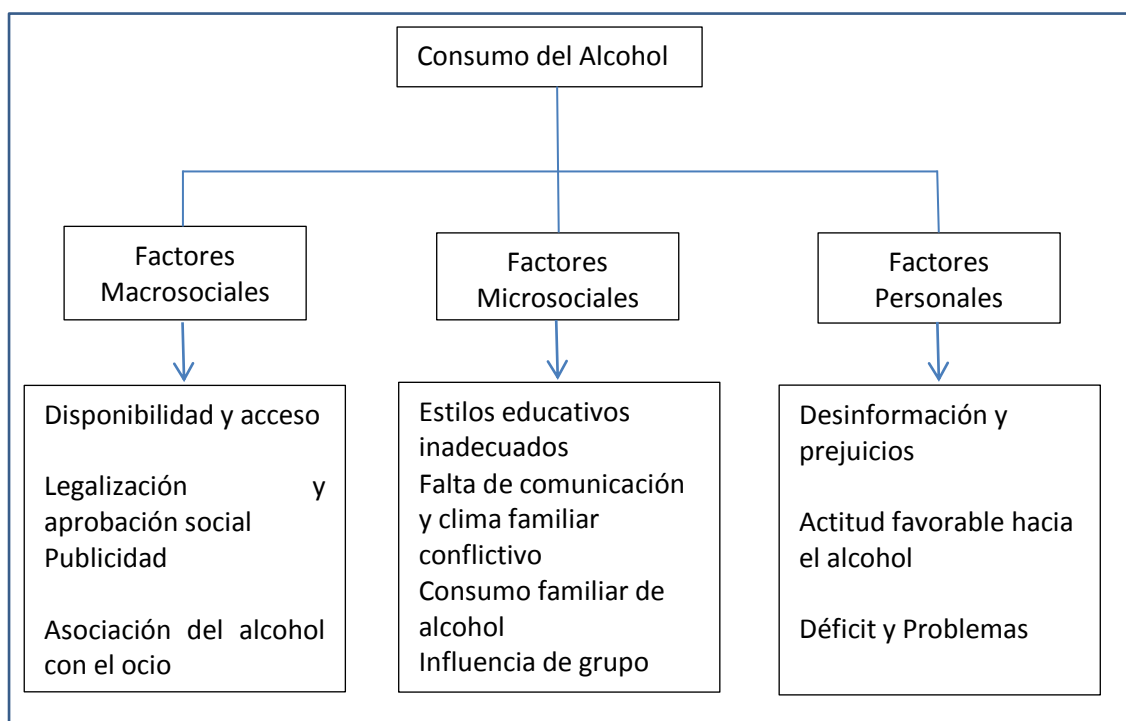 Consumo del Alcohol
Factores
Macrosociales
Factores
Microsociales
Factores
Personales
Disponibilidad y acceso
Legalización y
aprobación social
Publicidad
Asociación del alcohol
con el ocio
Estilos educativos
inadecuados
Falta de comunicación
y clima familiar
conflictivo
Consumo familiar de
alcohol
Influencia de grupo
Desinformación y
prejuicios
Actitud favorable hacia
el alcohol
Déficit y Problemas